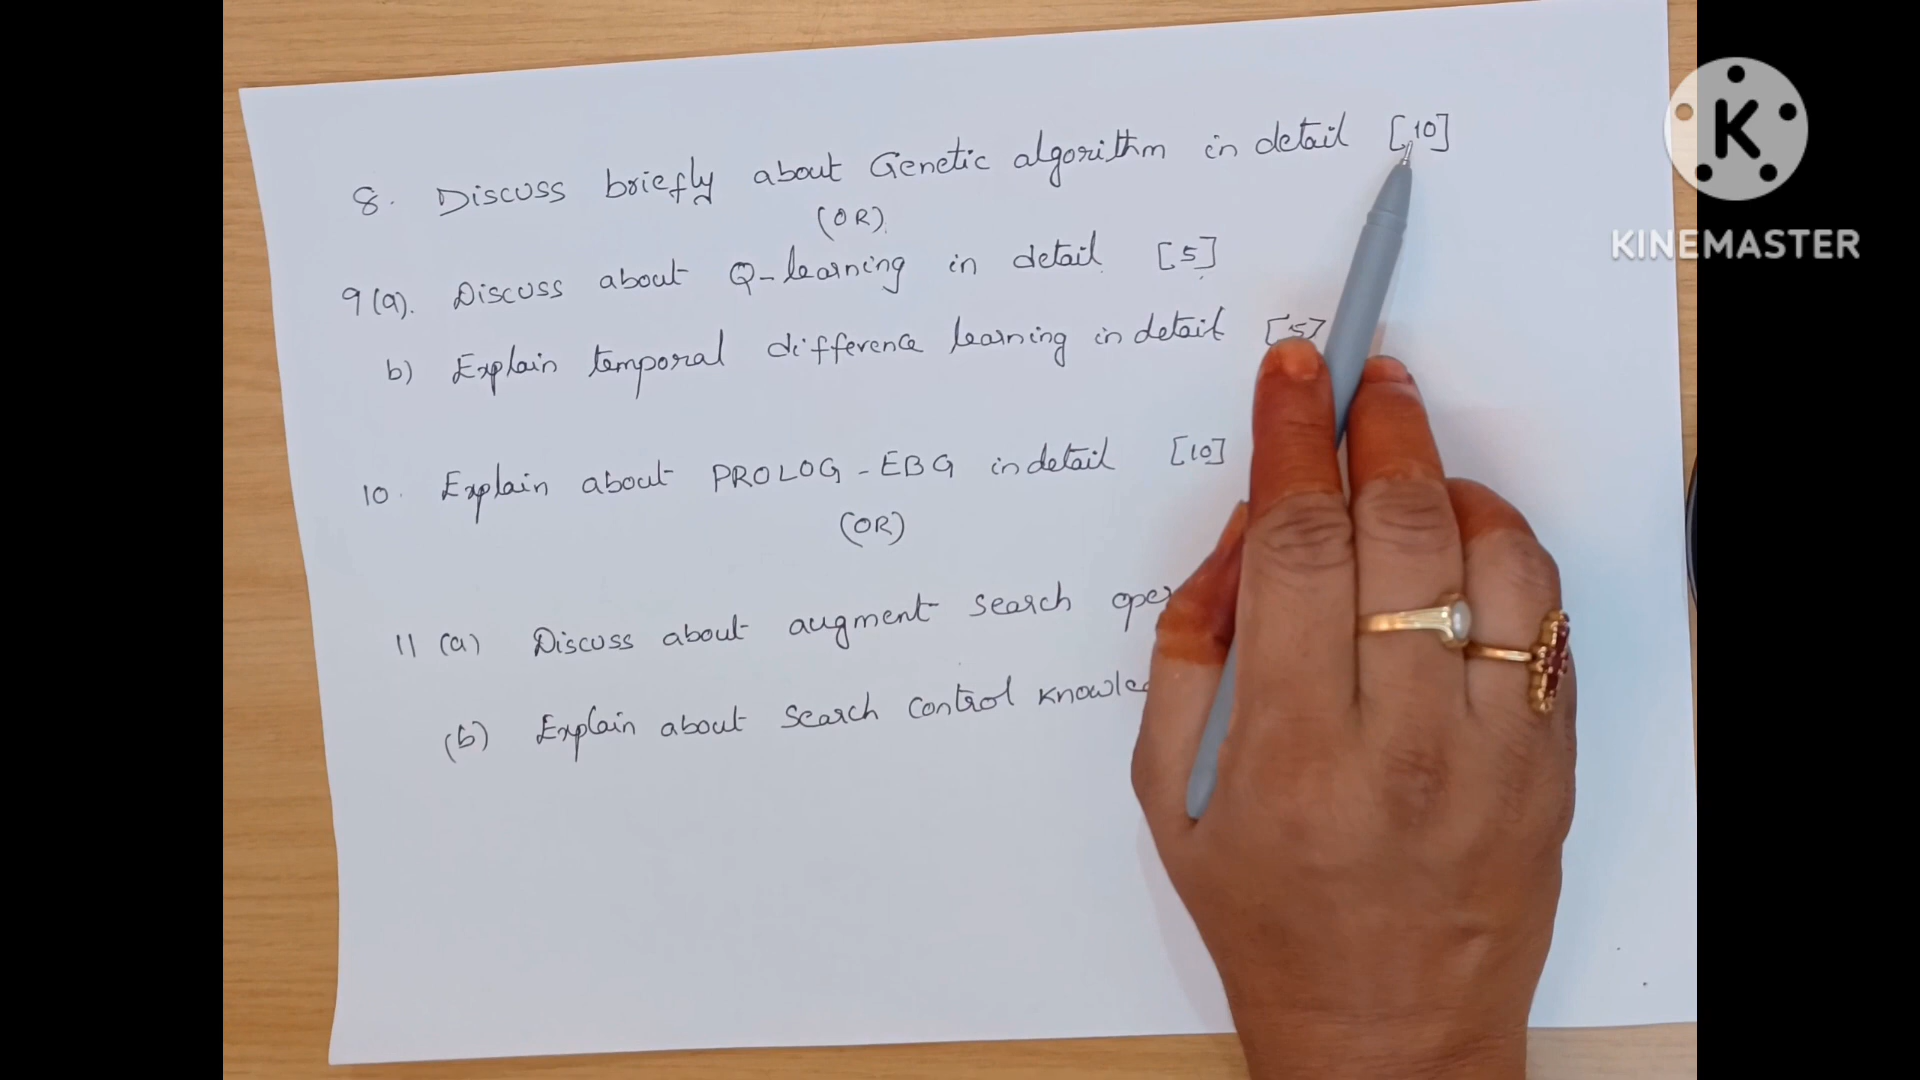 8. Discuss briefly about Genetic algorithm in detail [10]
(OR)
9(a). Discuss about Q-learning in detail [5]
b) Explain temporal difference learning in detail [5]
10. Explain about PROLOG-EBG in detail [10]
(OR)
11 (a) Discuss about augment search
(b) Explain about search control
K
KINEMASTER